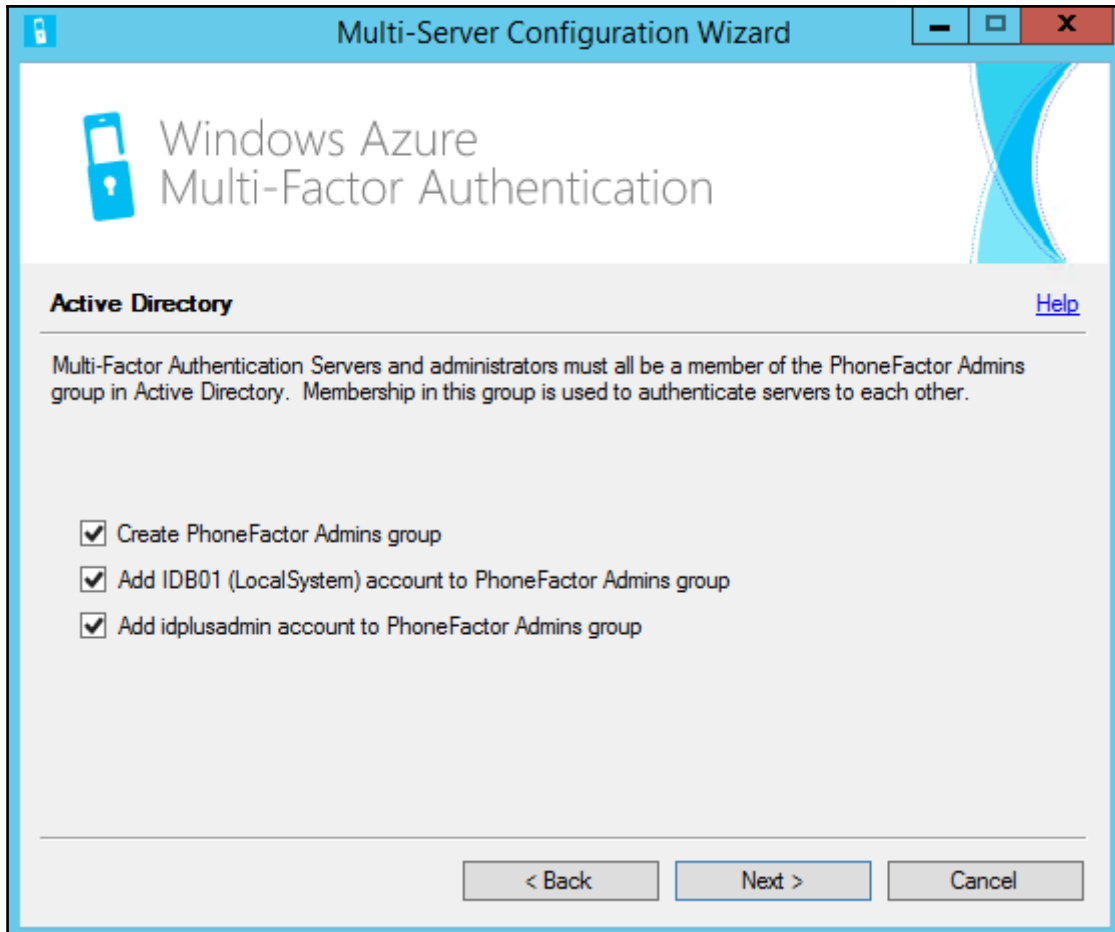 Multi-Server Configuration Wizard
X
Windows Azure
Multi-Factor Authentication
Active Directory
Help
Multi-Factor Authentication Servers and administrators must all be a member of the PhoneFactor Admins
group in Active Directory.  Membership in this group is used to authenticate servers to each other.
Create PhoneFactor Admins group
Add IDB01 (LocalSystem) account to PhoneFactor Admins group
Add idplusadmin account to PhoneFactor Admins group
< Back
Next >
Cancel